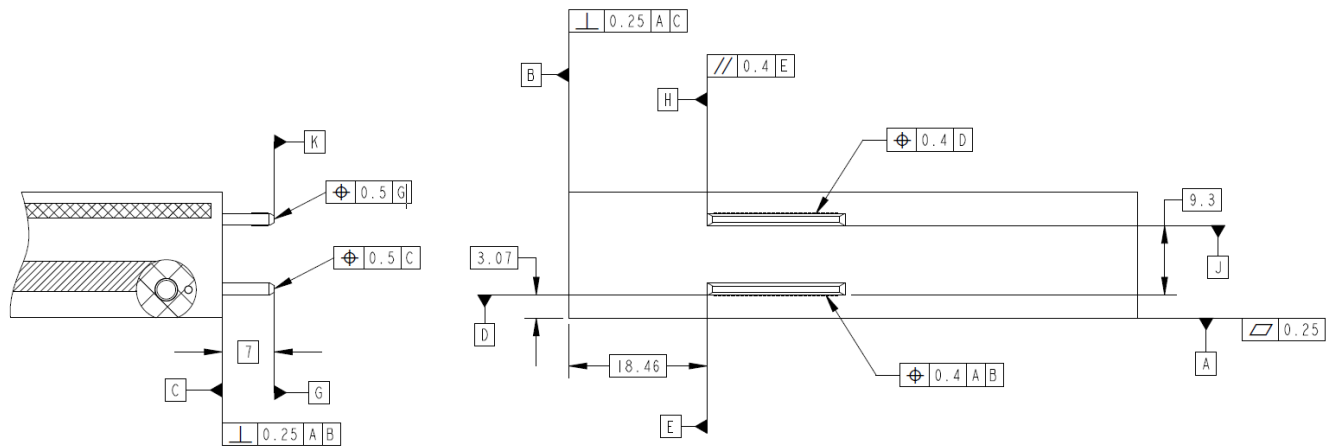 ⟂ 0.25 A C
B
// 0.4 E
H
K
⌖ 0.4 D
⌖ 0.5 G
9.3
3.07
⌖ 0.5 C
J
D
7
18.46
⏥ 0.25
A
C
G
⌖ 0.4 A B
E
⟂ 0.25 A B